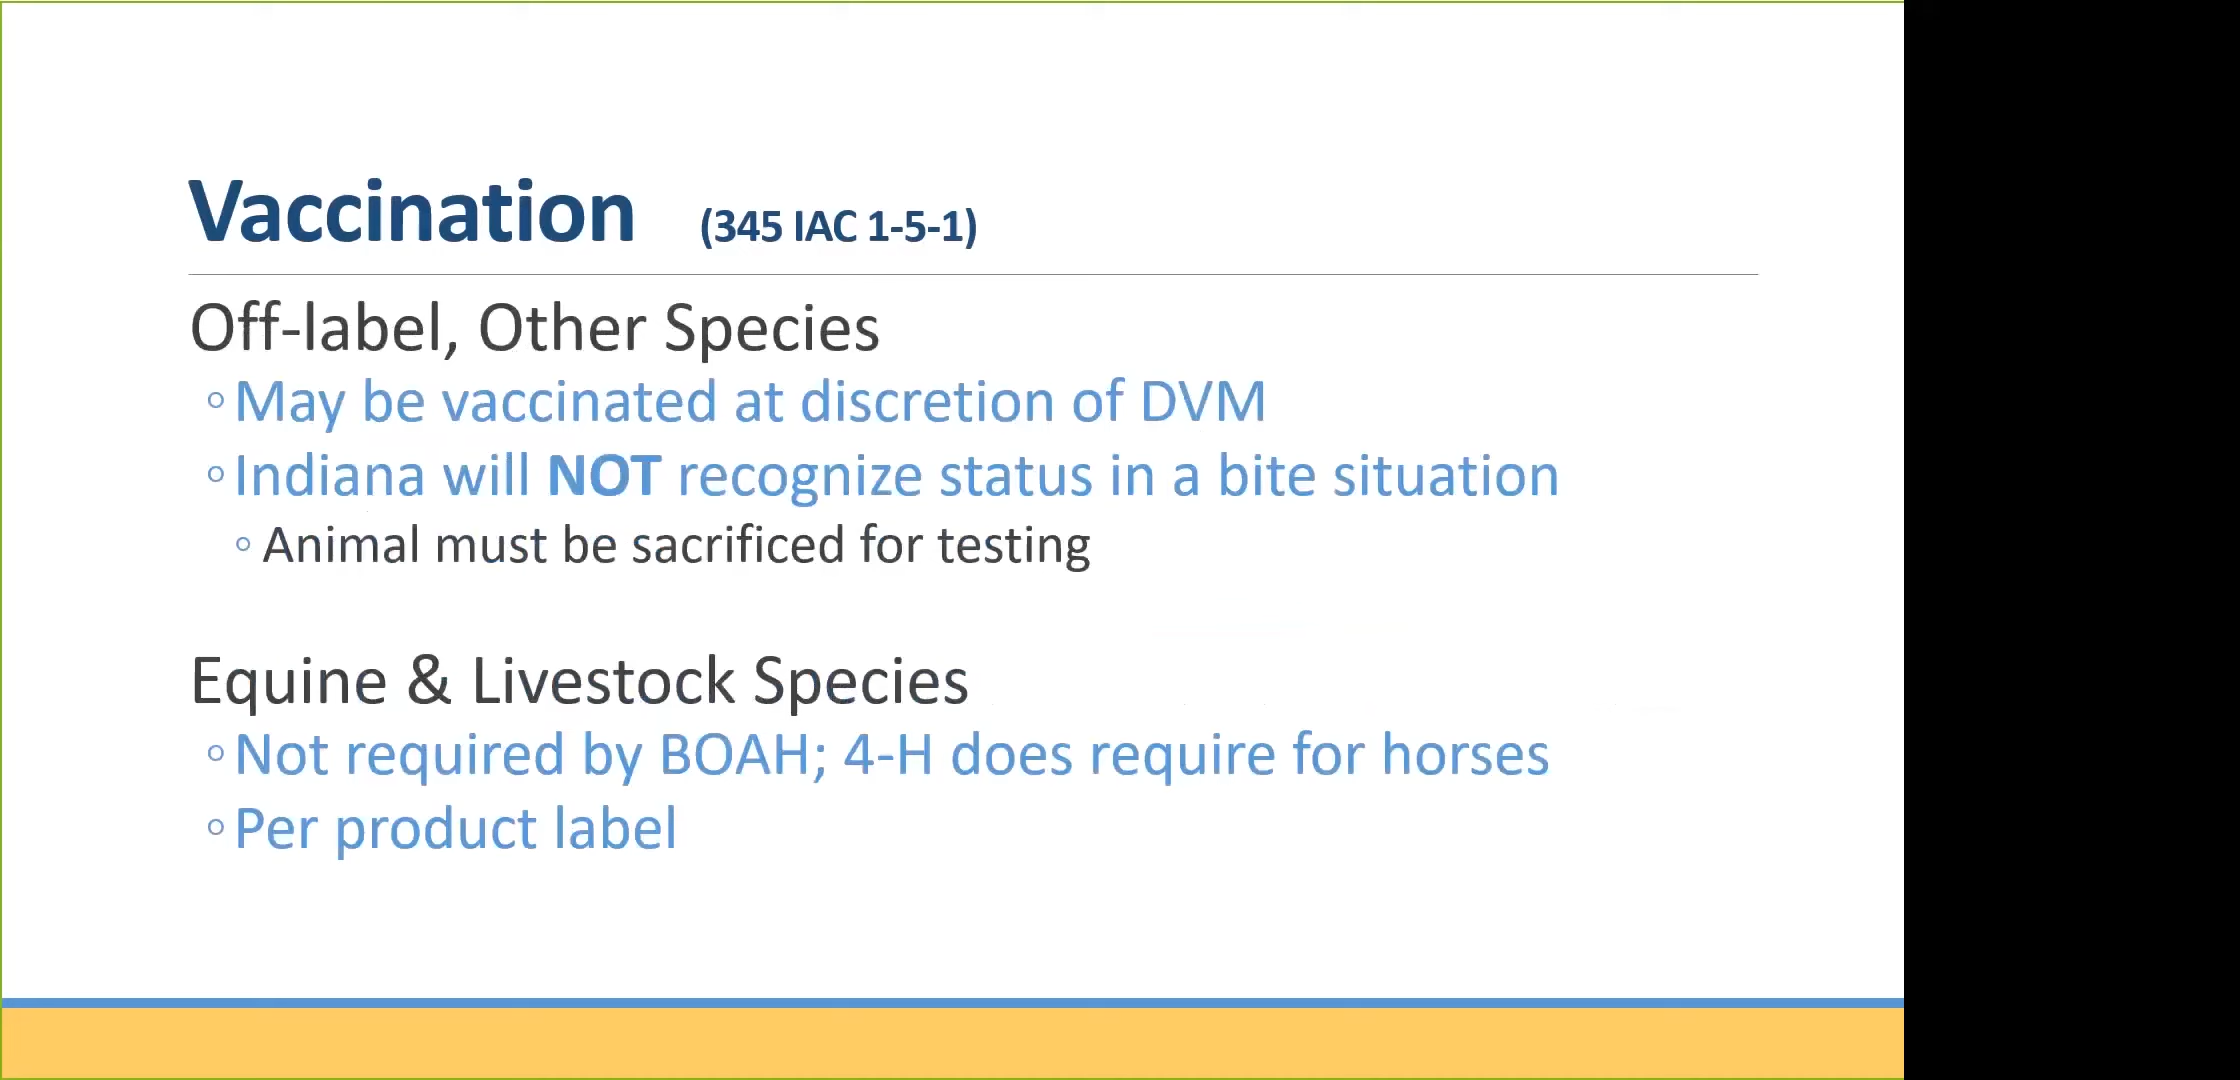 Vaccination (345 IAC 1-5-1)
Off-label, Other Species
◦May be vaccinated at discretion of DVM
◦Indiana will NOT recognize status in a bite situation
◦Animal must be sacrificed for testing
Equine & Livestock Species
◦Not required by BOAH; 4-H does require for horses
◦Per product label